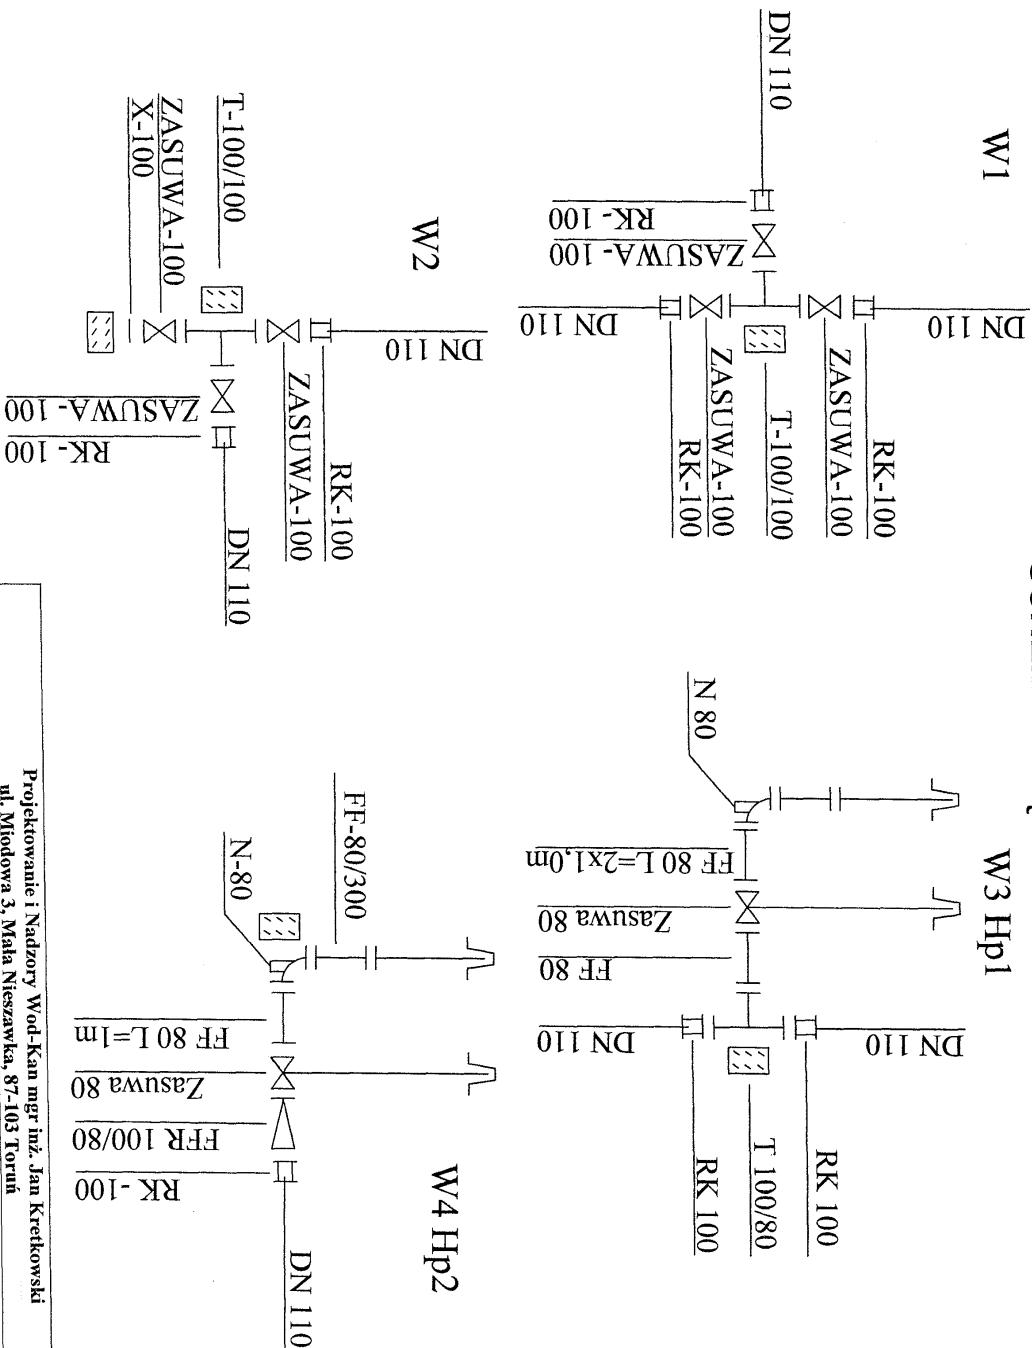 W1
DN 110
RK- 100
ZASUWA- 100
DN 110
DN 110
RK-100
ZASUWA-100
T-100/100
ZASUWA-100
RK-100
W2
T-100/100
ZASUWA-100
X-100
DN 110
RK-100
ZASUWA-100
ZASUWA- 100
RK- 100
DN 110
W3 Hp1
N 80
FF 80 L=2x1,0m
Zasuwa 80
FF 80
DN 110
DN 110
RK 100
T 100/80
RK 100
W4 Hp2
FF-80/300
N-80
FF 80 L=1m
Zasuwa 80
FFR 100/80
RK -100
DN 110
Projektowanie i Nadzory Wod-Kan mgr inż. Jan Kretkowski
ul. Miodowa 3, Mała Nieszawka, 87-103 Toruń